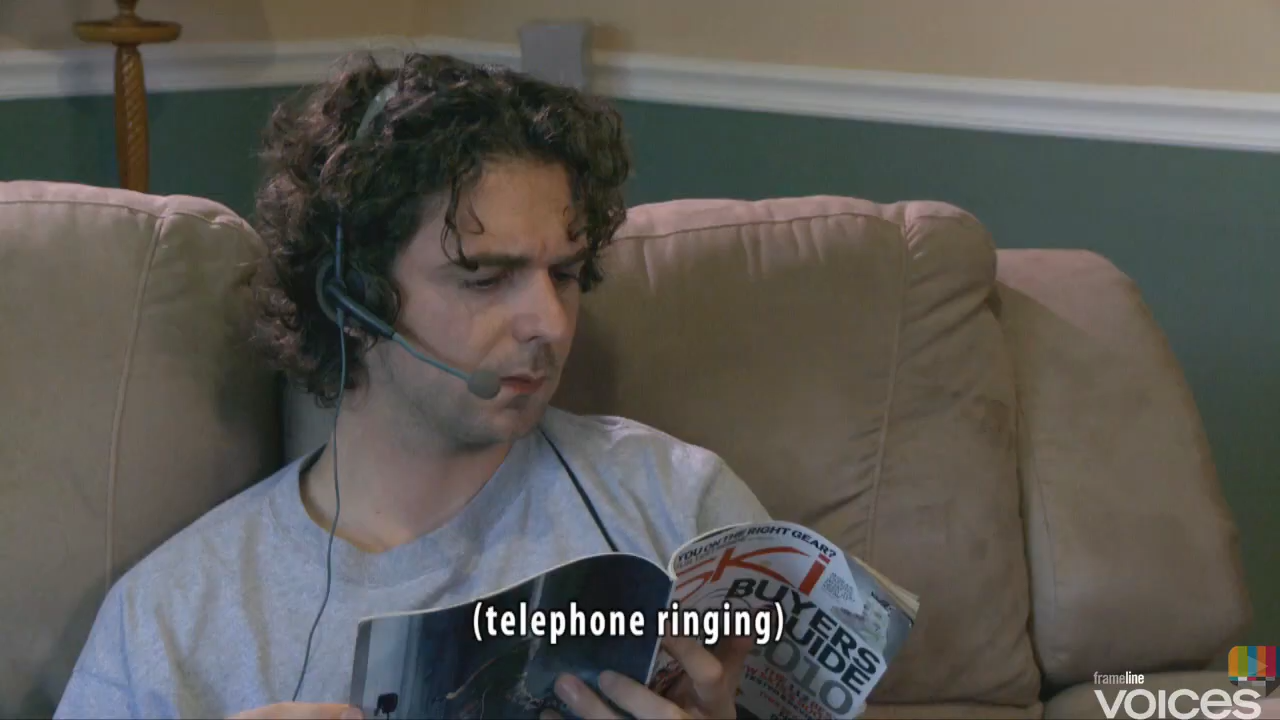 YOU ON THE RIGHT GEAR?
SKi
BUYERS
GUIDE
2010
(telephone ringing)
frameline
VOICES